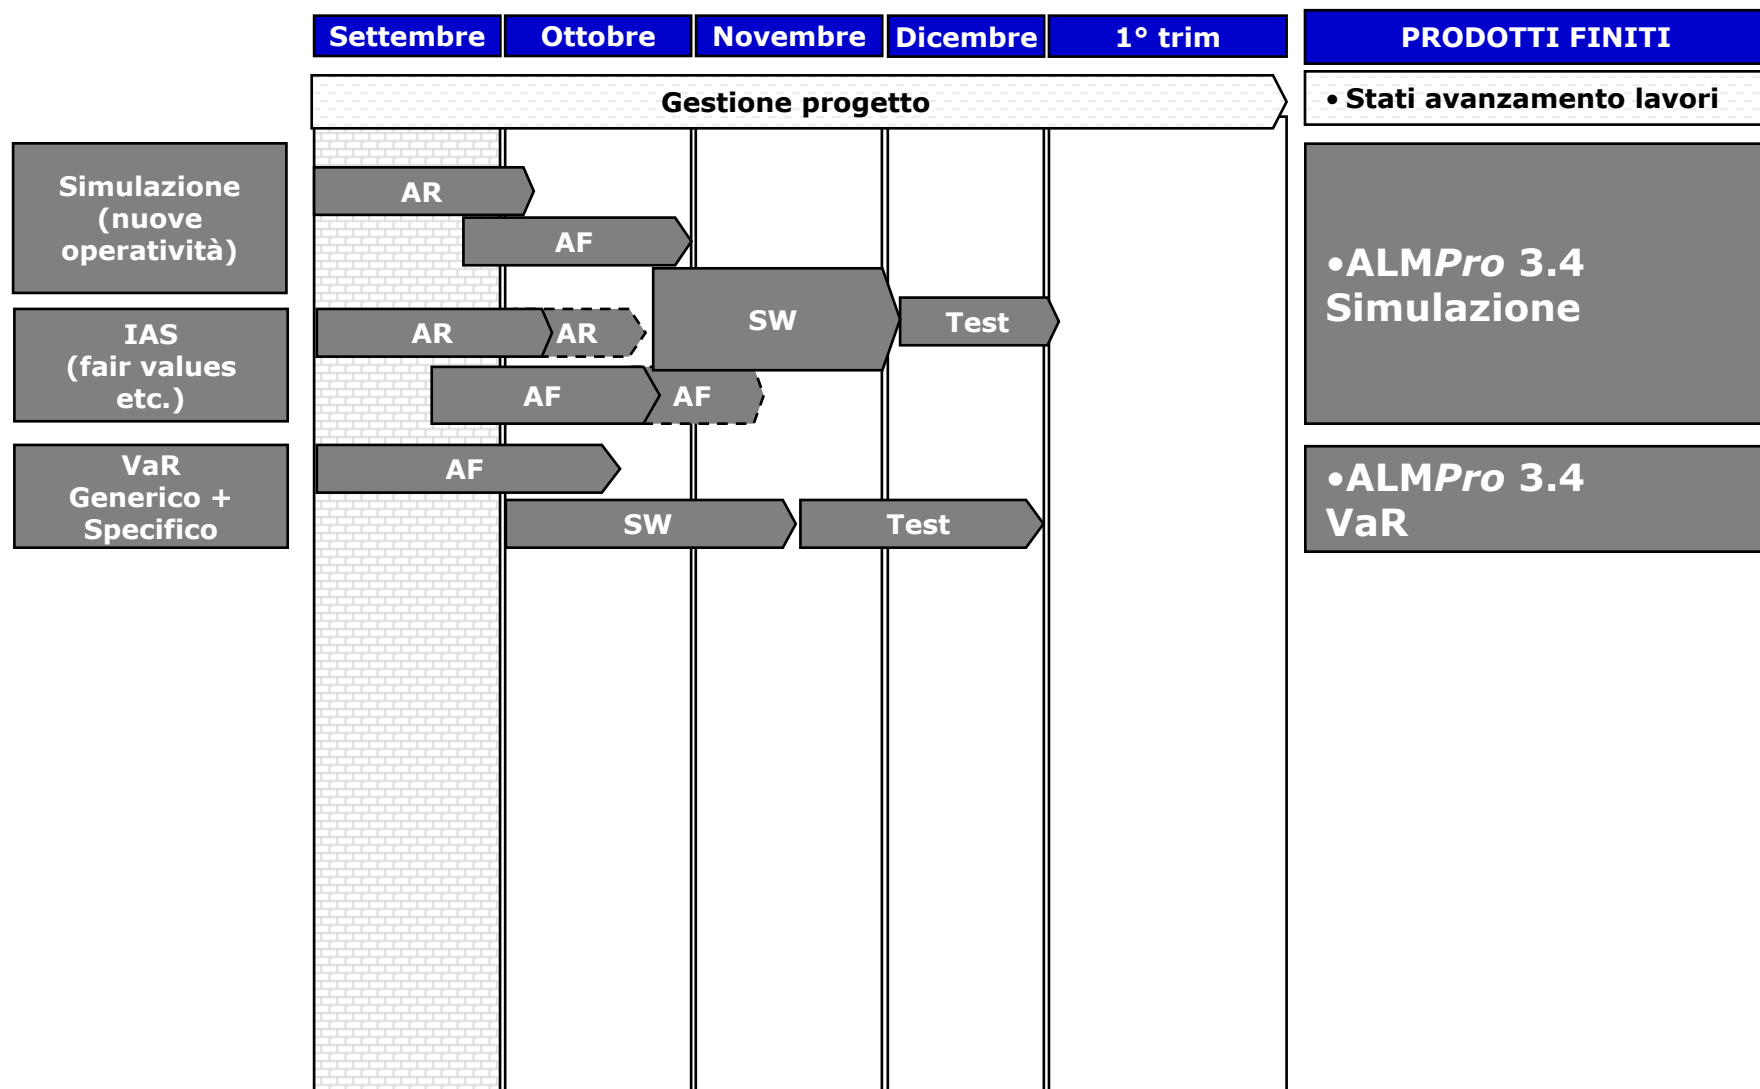 Settembre Ottobre Novembre Dicembre 1° trim PRODOTTI FINITI
Gestione progetto
• Stati avanzamento lavori
Simulazione
(nuove
operatività)
AR
AF
SW
Test
•ALMPro 3.4
Simulazione
IAS
(fair values
etc.)
AR
AR
AF
AF
VaR
Generico +
Specifico
AF
SW
Test
•ALMPro 3.4
VaR